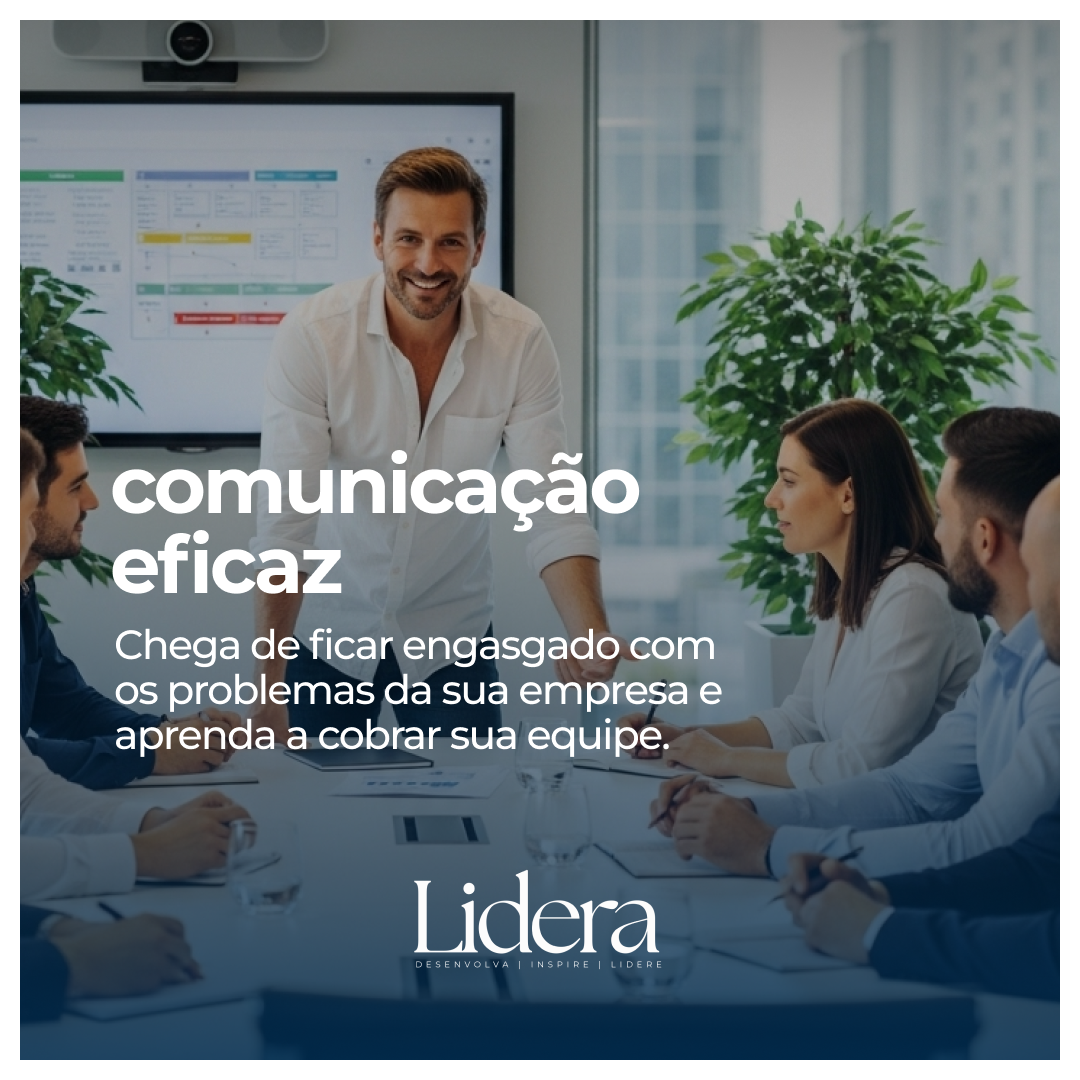 comunicação
eficaz
Chega de ficar engasgado com
os problemas da sua empresa e
aprenda a cobrar sua equipe.
Lidera
DESENVOLVA | INSPIRE | LIDERE